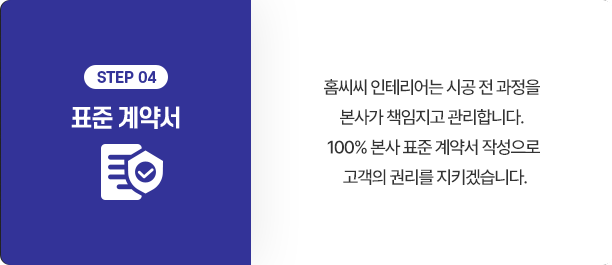 STEP 04
표준 계약서
홈씨씨 인테리어는 시공 전 과정을
본사가 책임지고 관리합니다.
100% 본사 표준 계약서 작성으로
고객의 권리를 지키겠습니다.